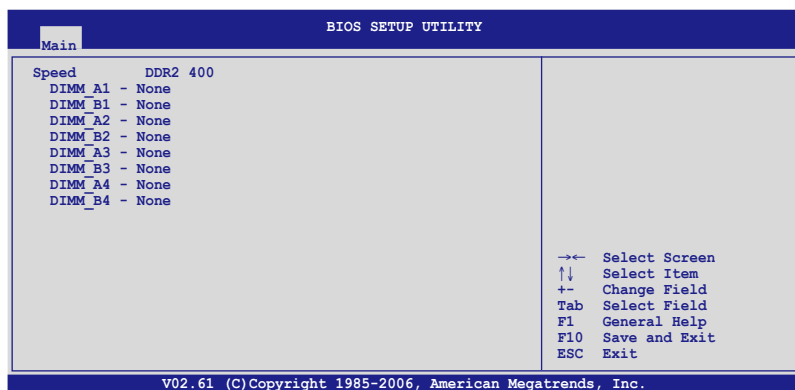 BIOS SETUP UTILITY
Main
Speed DDR2 400
DIMM_A1 - None
DIMM_B1 - None
DIMM_A2 - None
DIMM_B2 - None
DIMM_A3 - None
DIMM_B3 - None
DIMM_A4 - None
DIMM_B4 - None
→← Select Screen
↑↓ Select Item
+- Change Field
Tab Select Field
F1 General Help
F10 Save and Exit
ESC Exit
V02.61 (C)Copyright 1985-2006, American Megatrends, Inc.